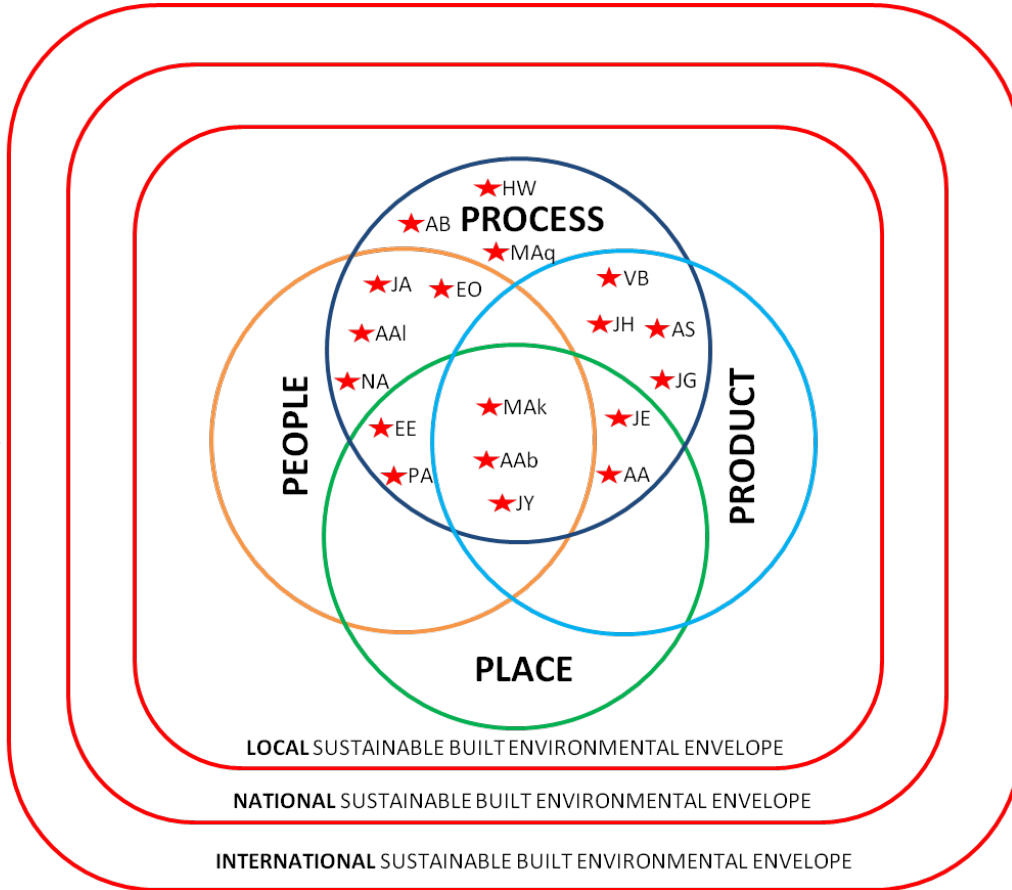 HW
AB
PROCESS
MAq
JA
EO
VB
AAl
JH
AS
NA
JG
PEOPLE
PRODUCT
MAk
JE
EE
AAb
PA
AA
JY
PLACE
LOCAL SUSTAINABLE BUILT ENVIRONMENTAL ENVELOPE
NATIONAL SUSTAINABLE BUILT ENVIRONMENTAL ENVELOPE
INTERNATIONAL SUSTAINABLE BUILT ENVIRONMENTAL ENVELOPE